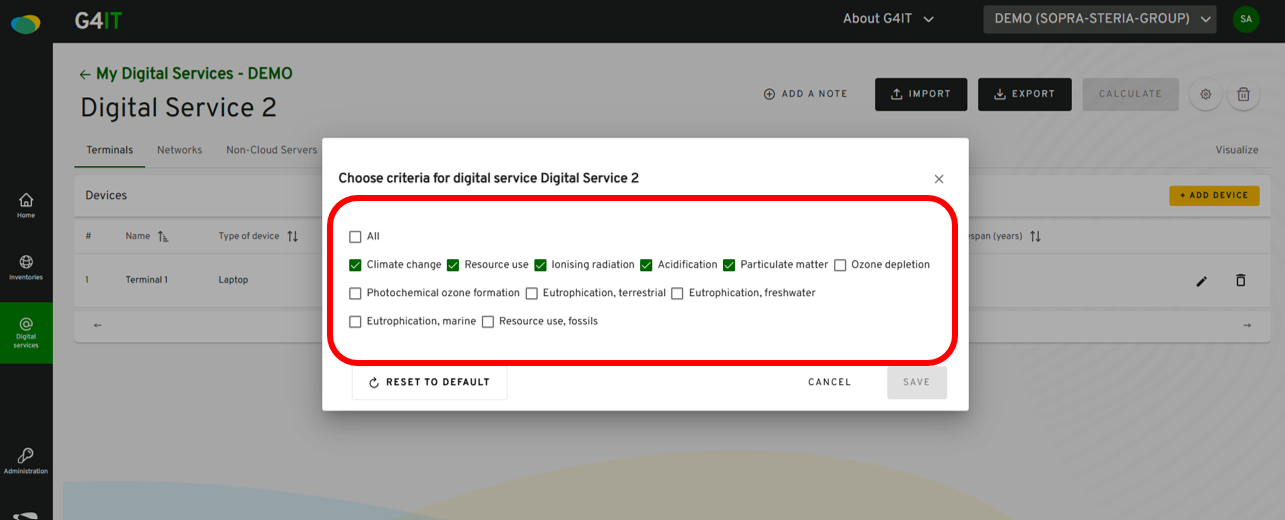 G4IT
About G4IT
DEMO (SOPRA-STERIA-GROUP)
SA
← My Digital Services - DEMO
Digital Service 2
ADD A NOTE
IMPORT
EXPORT
CALCULATE
Terminals Networks Non-Cloud Servers
Visualize
Home
Inventories
Digital services
Administration
Devices
+ ADD DEVICE
# Name Type of device
(years)
1 Terminal 1 Laptop
Choose criteria for digital service Digital Service 2
All
Climate change Resource use Ionising radiation Acidification Particulate matter Ozone depletion
Photochemical ozone formation Eutrophication, terrestrial Eutrophication, freshwater
Eutrophication, marine Resource use, fossils
RESET TO DEFAULT
CANCEL
SAVE